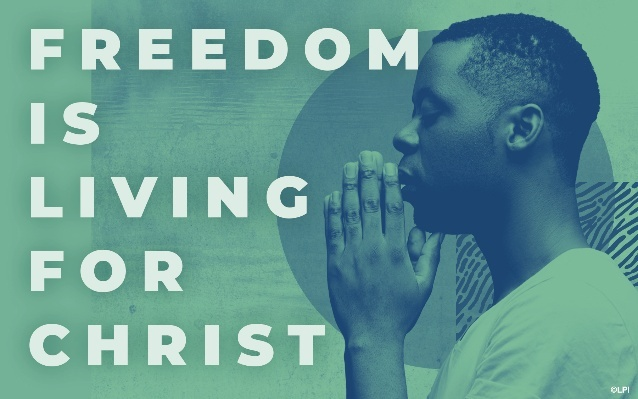 FREEDOM
IS
LIVING
FOR
CHRIST
©LPi